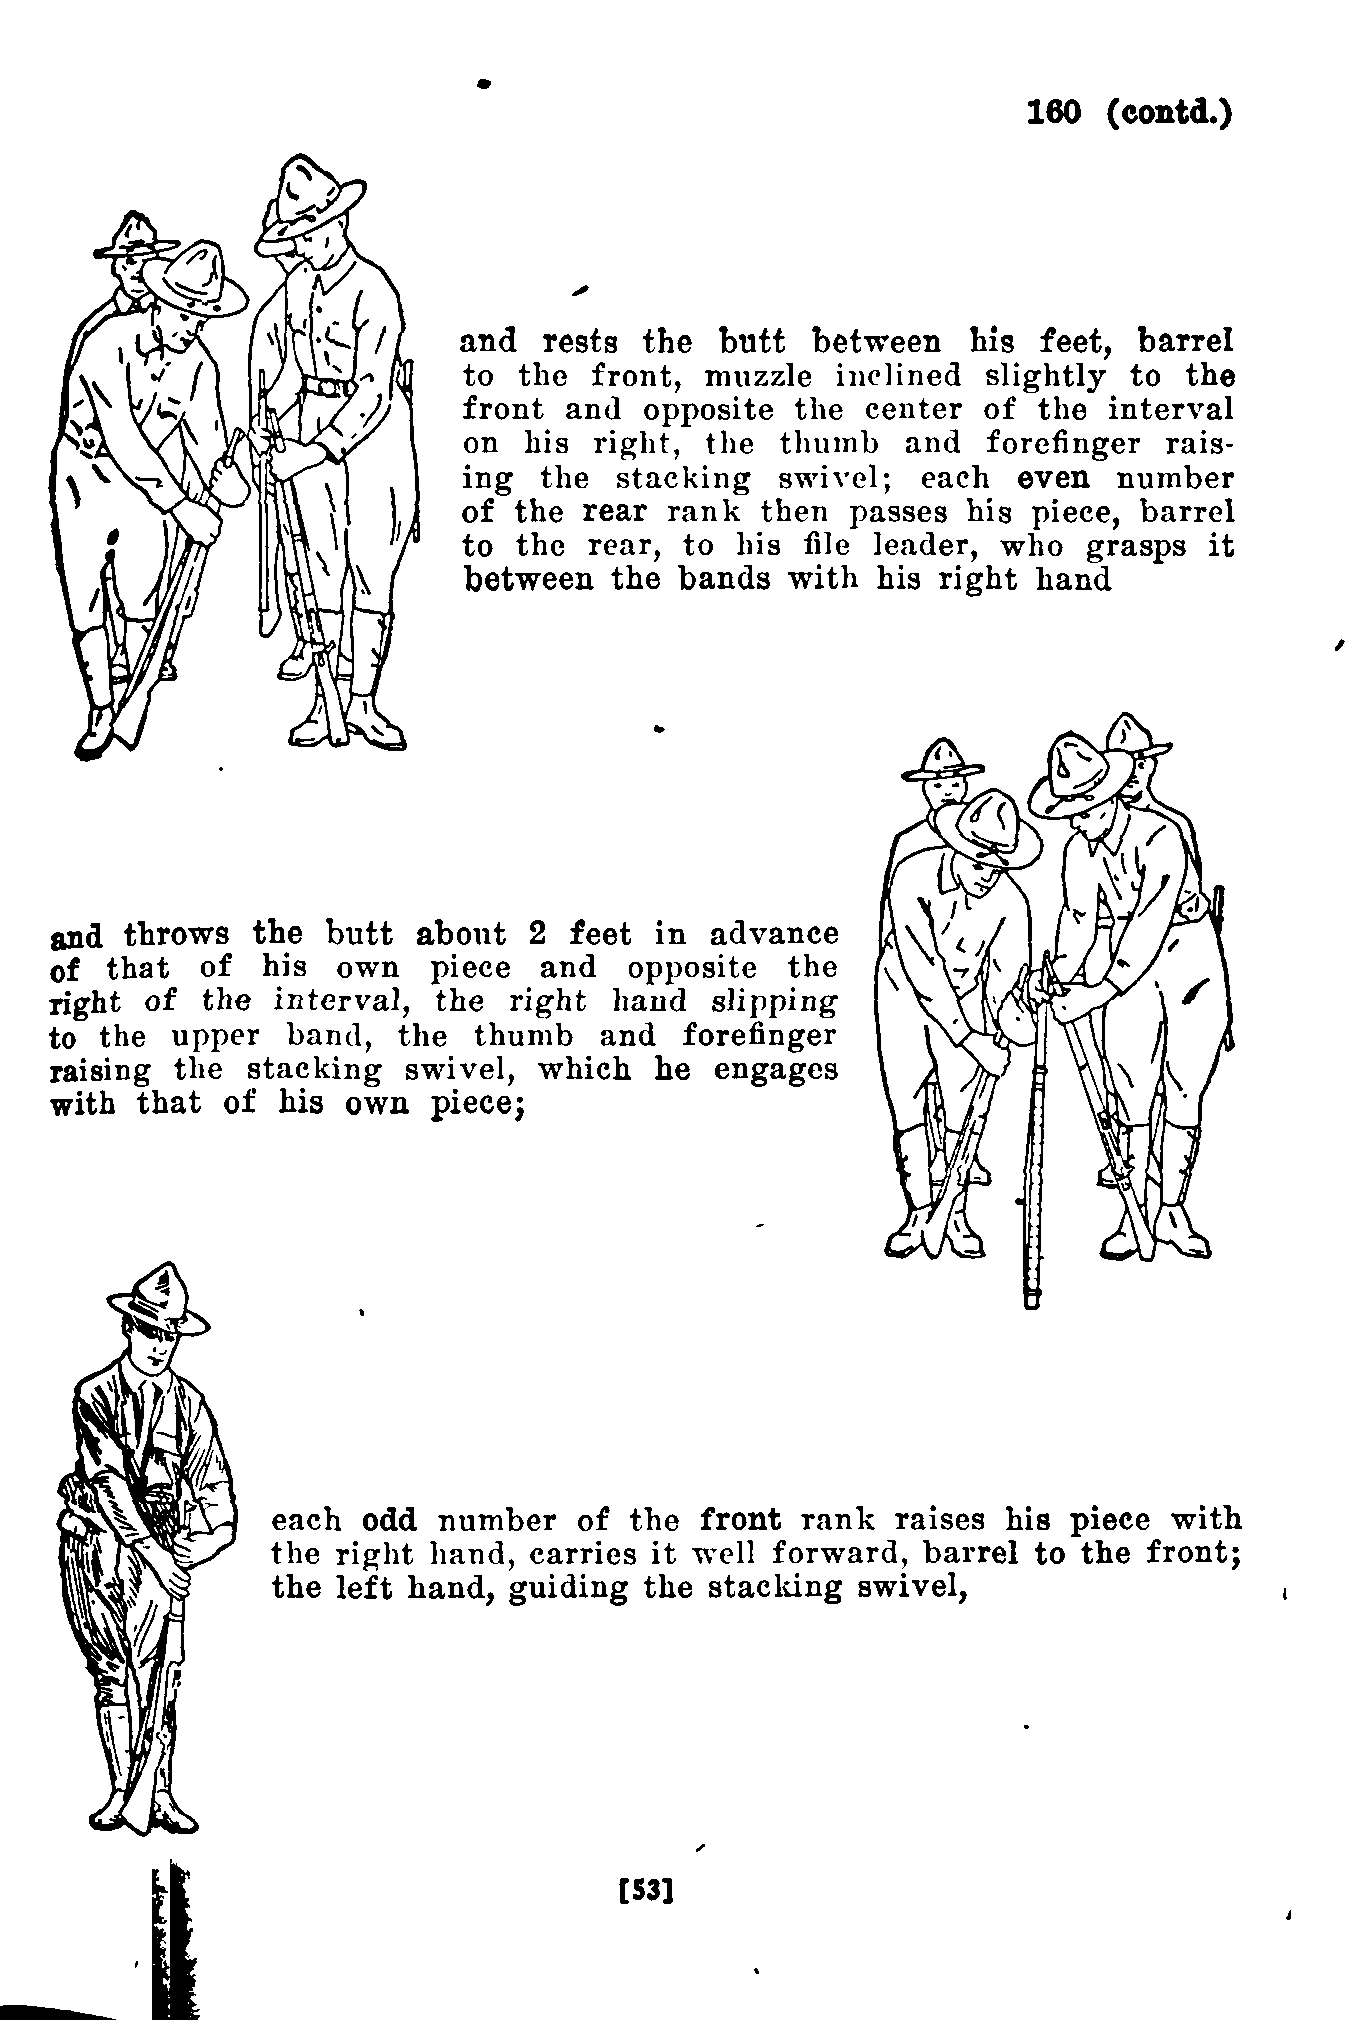 160 (contd.)
and rests the butt between his feet, barrel
to the front, muzzle inclined slightly to the
front and opposite the center of the interval
on his right, the thumb and forefinger rais-
ing the stacking swivel; each even number
of the rear rank then passes his piece, barrel
to the rear, to his file leader, who grasps it
between the bands with his right hand
and throws the butt about 2 feet in advance
of that of his own piece and opposite the
right of the interval, the right hand slipping
to the upper band, the thumb and forefinger
raising the stacking swivel, which he engages
with that of his own piece;
each odd number of the front rank raises his piece with
the right hand, carries it well forward, barrel to the front;
the left hand, guiding the stacking swivel,
[53]